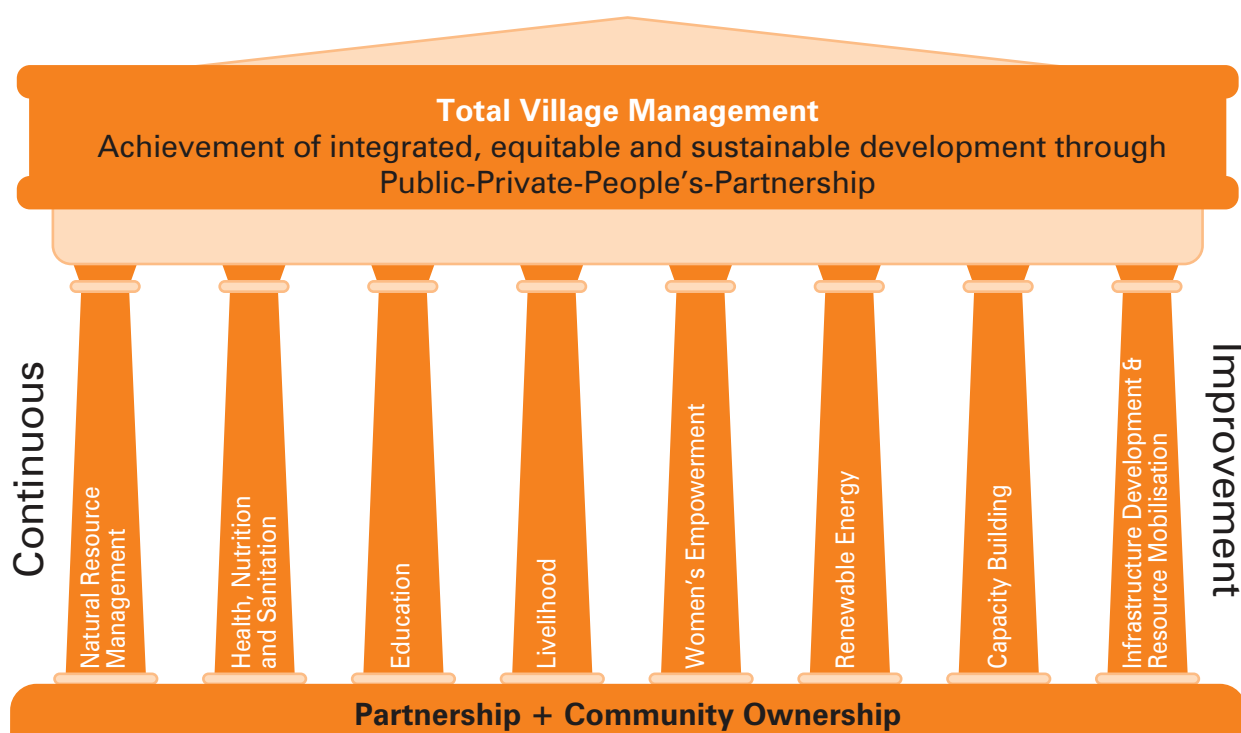 Total Village Management
Achievement of integrated, equitable and sustainable development through
Public-Private-People’s-Partnership
Continuous
Natural Resource
Management
Health, Nutrition
and Sanitation
Education
Livelihood
Women’s Empowerment
Renewable Energy
Capacity Building
Infrastructure Development &
Resource Mobilisation
Improvement
Partnership + Community Ownership